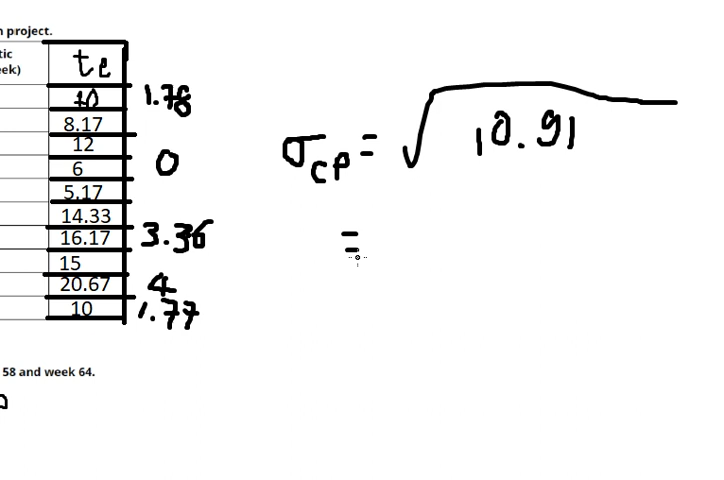 n project.
tic
eek)
te
10 1.78
8.17
12
6 0
5.17
14.33
16.17 3.36
15
20.67 4
10 1.77
σcp = √10.91
=
58 and week 64.